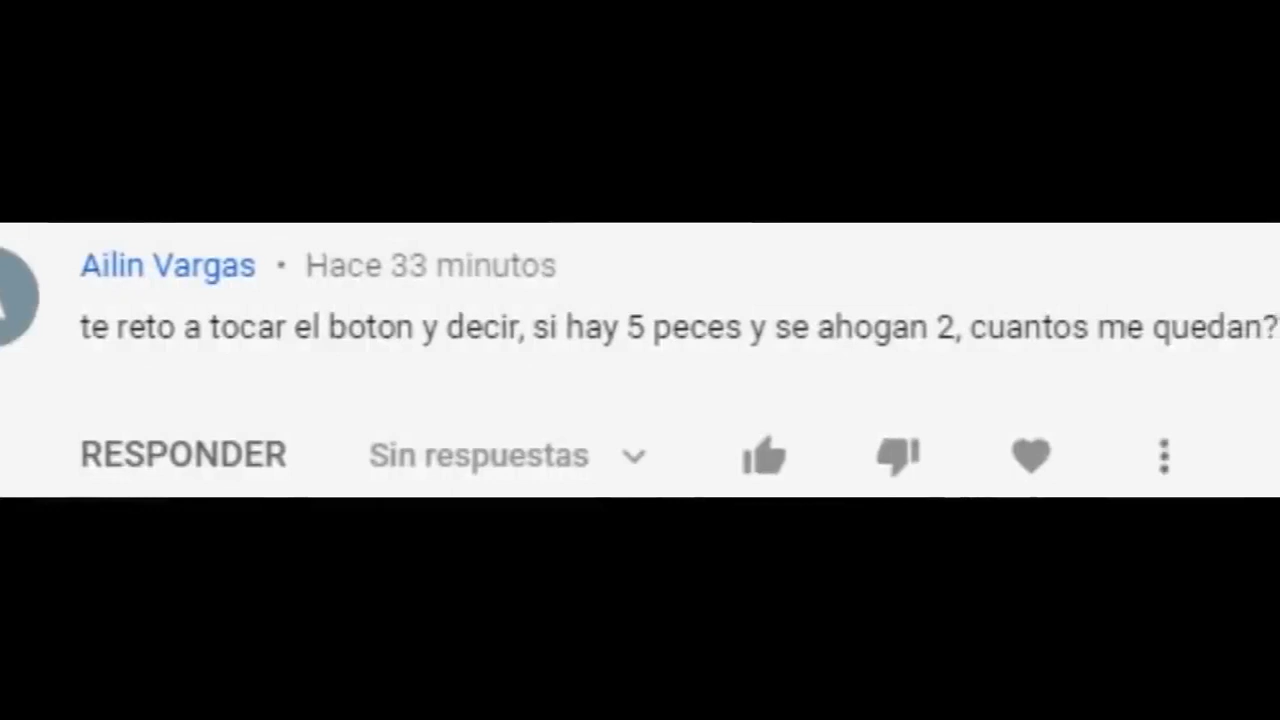 Ailin Vargas • Hace 33 minutos
te reto a tocar el boton y decir, si hay 5 peces y se ahogan 2, cuantos me quedan?
RESPONDER Sin respuestas